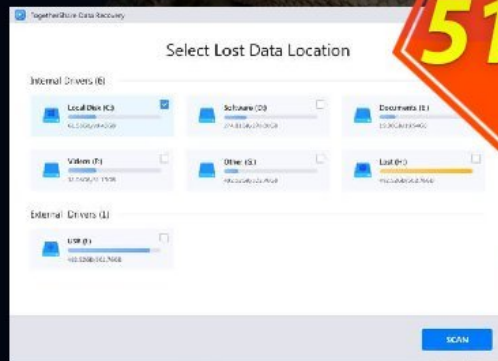 TogetherShare Data Recovery
51
Select Lost Data Location
Internal Drivers (6)
Local Disk (C:)
Software (D:)
Documents (E:)
Videos (F:)
Other (G:)
Lost (H:)
External Drivers (1)
USB (I:)
SCAN